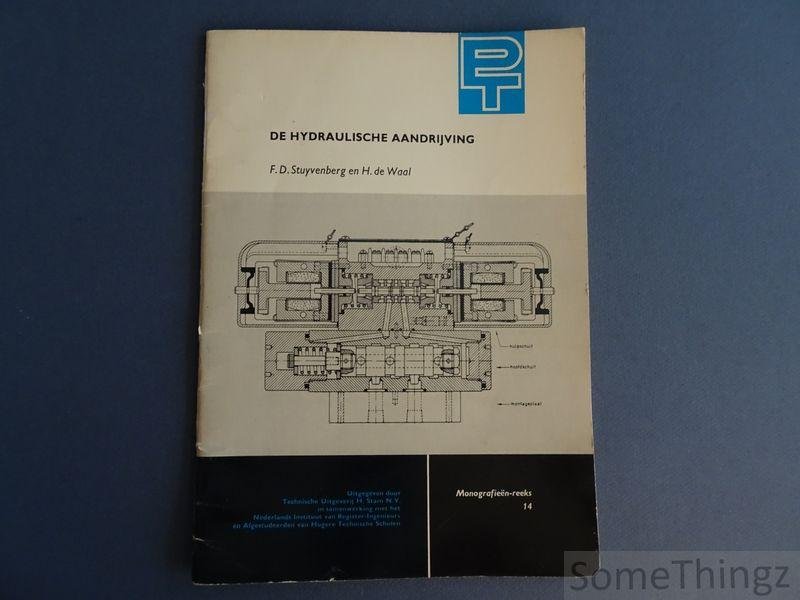 PT
DE HYDRAULISCHE AANDRIJVING
F. D. Stuyvenberg en H. de Waal
hulpschuif
hoofdschuif
montageplaat
Uitgegeven door
Technische Uitgeverij H. Stam N.V.
in samenwerking met het
Nederlands Instituut van Register-Ingenieurs
en Afgestudeerden van Hogere Technische Scholen
Monografieën-reeks
14
SomeThingz